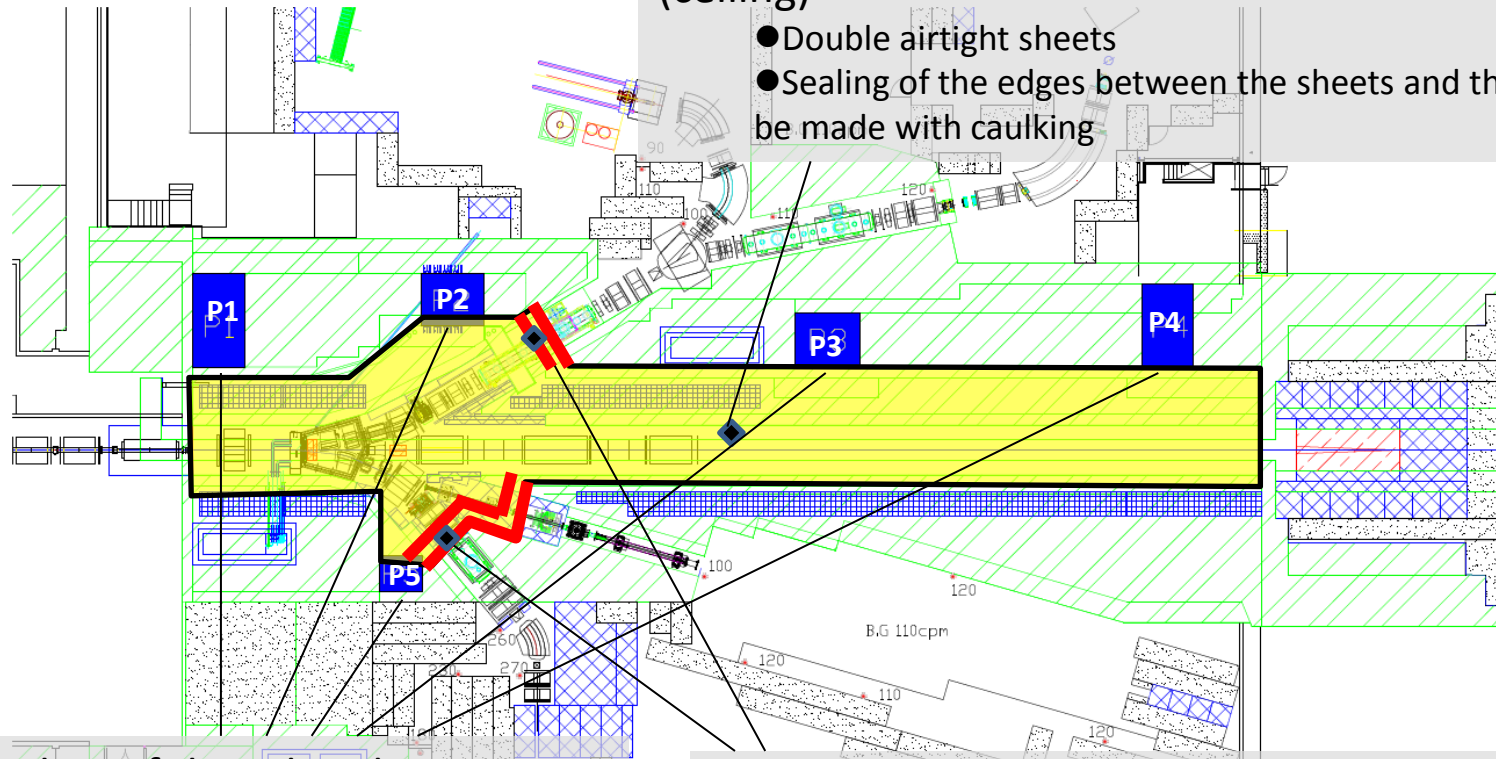 ●Double airtight sheets
●Sealing of the edges between the sheets and th
be made with caulking
90
110
120
100
110
P1
P2
P3
P4
P5
100
120
B.G 110cpm
260
270
120
110
120